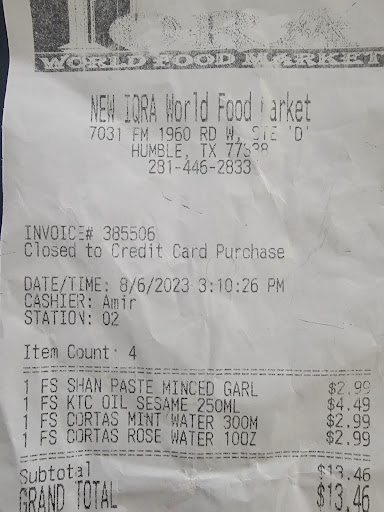 WORLD FOOD MARKET
NEW IQRA World Food Market
7031 FM 1960 RD W, STE 'D'
HUMBLE, TX
281-446-2833
INVOICE# 385506
Closed to Credit Card Purchase
DATE/TIME: 8/6/2023 3:10:26 PM
CASHIER: Amir
STATION: 02
Item Count: 4
1 FS SHAN PASTE MINCED GARL $2.99
1 FS KTC OIL SESAME 250ML $4.49
1 FS CORTAS MINT WATER 300M $2.99
1 FS CORTAS ROSE WATER 10OZ $2.99
Subtotal $13.46
GRAND TOTAL $13.46